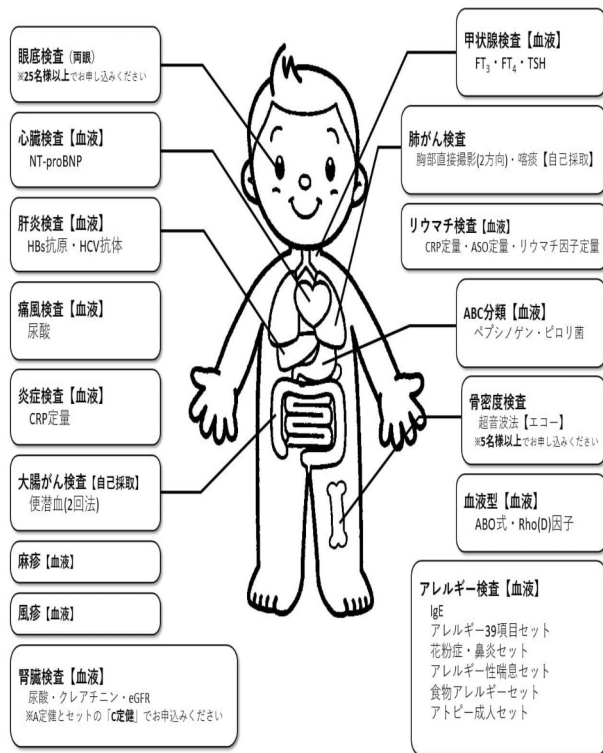 眼底検査 (両眼)
※25名様以上でお申し込みください
心臓検査【血液】
NT-proBNP
肝炎検査【血液】
HBs抗原・HCV抗体
痛風検査【血液】
尿酸
炎症検査【血液】
CRP定量
大腸がん検査【自己採取】
便潜血(2回法)
麻疹【血液】
風疹【血液】
腎臓検査【血液】
尿酸・クレアチニン・eGFR
※A定健とセットの「C定健」でお申込みください
甲状腺検査【血液】
FT₃・FT₄・TSH
肺がん検査
胸部直接撮影(2方向)・喀痰【自己採取】
リウマチ検査【血液】
CRP定量・ASO定量・リウマチ因子定量
ABC分類【血液】
ペプシノゲン・ピロリ菌
骨密度検査
超音波法【エコー】
※5名様以上でお申し込みください
血液型【血液】
ABO式・Rho(D)因子
アレルギー検査【血液】
IgE
アレルギー39項目セット
花粉症・鼻炎セット
アレルギー性喘息セット
食物アレルギーセット
アトピー成人セット